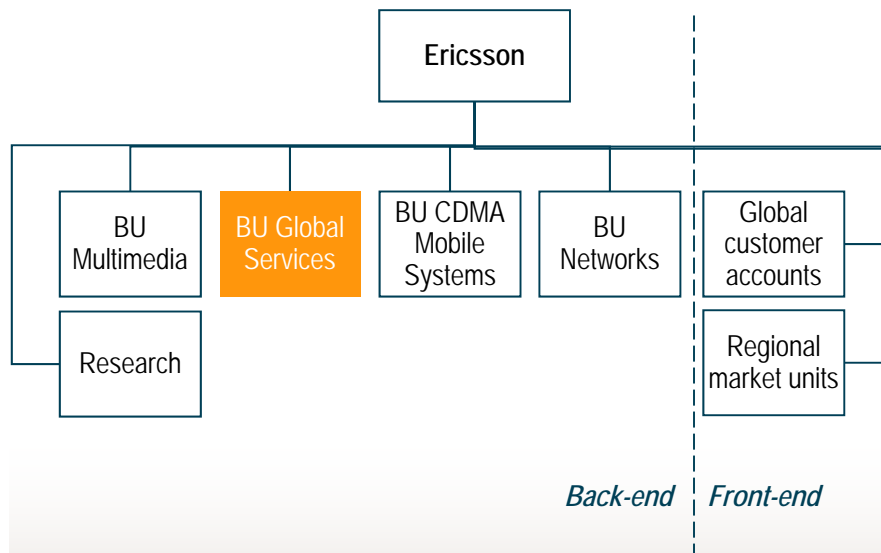 Ericsson
BU
Multimedia
BU Global
Services
BU CDMA
Mobile
Systems
BU
Networks
Global
customer
accounts
Research
Regional
market units
Back-end
Front-end